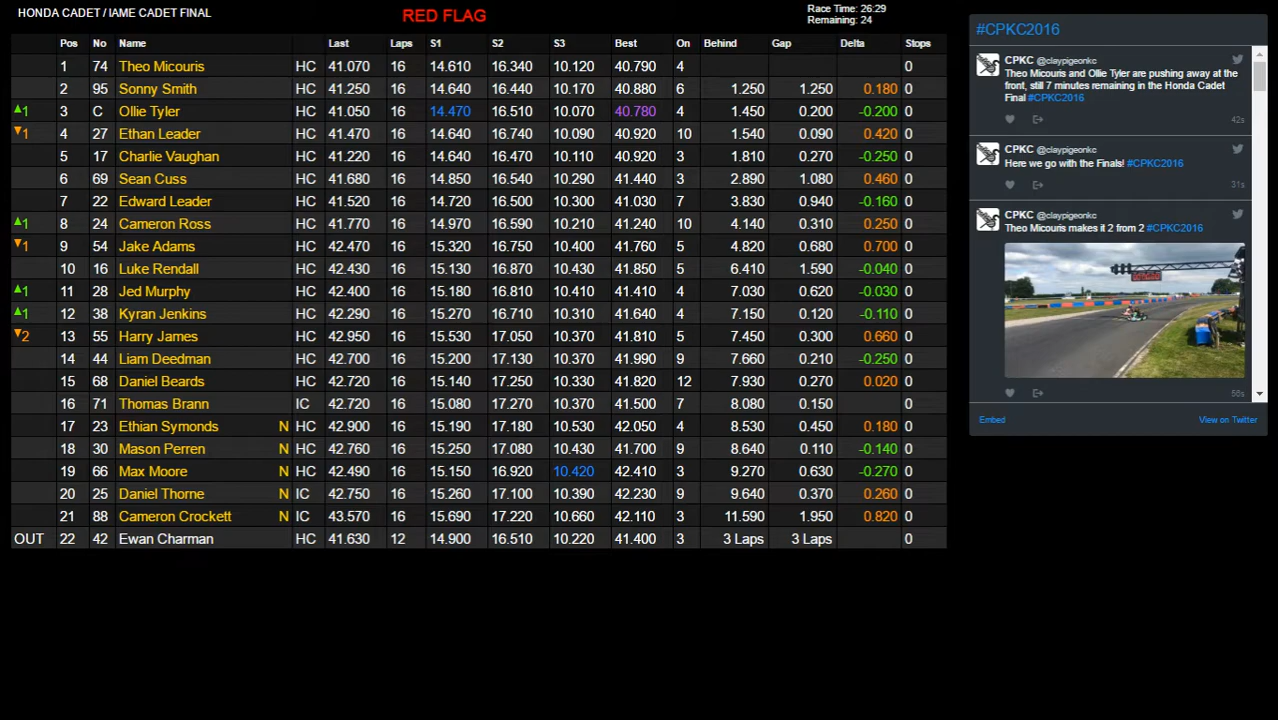 HONDA CADET / IAME CADET FINAL
RED FLAG
Race Time: 26:29
Remaining: 24
Pos No Name Last Laps S1 S2 S3 Best On Behind Gap Delta Stops
1 74 Theo Micouris HC 41.070 16 14.610 16.340 10.120 40.790 4 0
2 95 Sonny Smith HC 41.250 16 14.640 16.440 10.170 40.880 6 1.250 1.250 0.180 0
1 3 C Ollie Tyler HC 41.050 16 14.470 16.510 10.070 40.780 4 1.450 0.200 -0.200 0
1 4 27 Ethan Leader HC 41.470 16 14.640 16.740 10.090 40.920 10 1.540 0.090 0.420 0
5 17 Charlie Vaughan HC 41.220 16 14.640 16.470 10.110 40.920 3 1.810 0.270 -0.250 0
6 69 Sean Cuss HC 41.680 16 14.850 16.540 10.290 41.440 3 2.890 1.080 0.460 0
7 22 Edward Leader HC 41.520 16 14.720 16.500 10.300 41.030 7 3.830 0.940 -0.160 0
1 8 24 Cameron Ross HC 41.770 16 14.970 16.590 10.210 41.240 10 4.140 0.310 0.250 0
1 9 54 Jake Adams HC 42.470 16 15.320 16.750 10.400 41.760 5 4.820 0.680 0.700 0
10 16 Luke Rendall HC 42.430 16 15.130 16.870 10.430 41.850 5 6.410 1.590 -0.040 0
1 11 28 Jed Murphy HC 42.400 16 15.180 16.810 10.410 41.410 4 7.030 0.620 -0.030 0
1 12 38 Kyran Jenkins HC 42.290 16 15.270 16.710 10.310 41.640 4 7.150 0.120 -0.110 0
2 13 55 Harry James HC 42.950 16 15.530 17.050 10.370 41.810 5 7.450 0.300 0.660 0
14 44 Liam Deedman HC 42.700 16 15.200 17.130 10.370 41.990 9 7.660 0.210 -0.250 0
15 68 Daniel Beards HC 42.720 16 15.140 17.250 10.330 41.820 12 7.930 0.270 0.020 0
16 71 Thomas Brann IC 42.720 16 15.080 17.270 10.370 41.500 7 8.080 0.150 0
17 23 Ethian Symonds N HC 42.900 16 15.190 17.180 10.530 42.050 4 8.530 0.450 0.180 0
18 30 Mason Perren N HC 42.760 16 15.250 17.080 10.430 41.700 9 8.640 0.110 -0.140 0
19 66 Max Moore N HC 42.490 16 15.150 16.920 10.420 42.410 3 9.270 0.630 -0.270 0
20 25 Daniel Thorne N IC 42.750 16 15.260 17.100 10.390 42.230 9 9.640 0.370 0.260 0
21 88 Cameron Crockett N IC 43.570 16 15.690 17.220 10.660 42.110 3 11.590 1.950 0.820 0
OUT 22 42 Ewan Charman HC 41.630 12 14.900 16.510 10.220 41.400 3 3 Laps 3 Laps 0
#CPKC2016
CPKC @claypigeonkc
Theo Micouris and Ollie Tyler are pushing away at the
front, still 7 minutes remaining in the Honda Cadet
Final #CPKC2016
42s
CPKC @claypigeonkc
Here we go with the Finals! #CPKC2016
31s
CPKC @claypigeonkc
Theo Micouris makes it 2 from 2 #CPKC2016
56s
Embed
View on Twitter